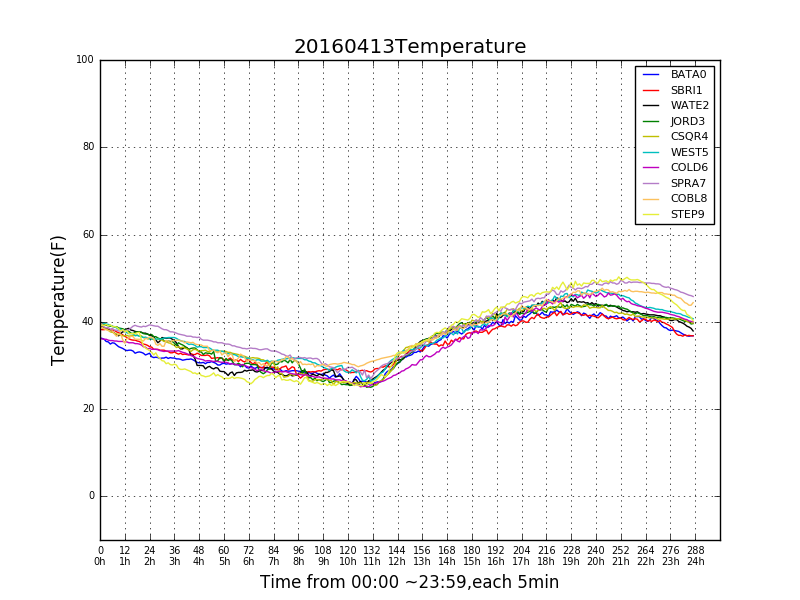 20160413Temperature
100
80
60
40
20
0
Temperature(F)
BATA0
SBRI1
WATE2
JORD3
CSQR4
WEST5
COLD6
SPRA7
COBL8
STEP9
0 12 24 36 48 60 72 84 96 108 120 132 144 156 168 180 192 204 216 228 240 252 264 276 288
0h 1h 2h 3h 4h 5h 6h 7h 8h 9h 10h 11h 12h 13h 14h 15h 16h 17h 18h 19h 20h 21h 22h 23h 24h
Time from 00:00 ~23:59,each 5min